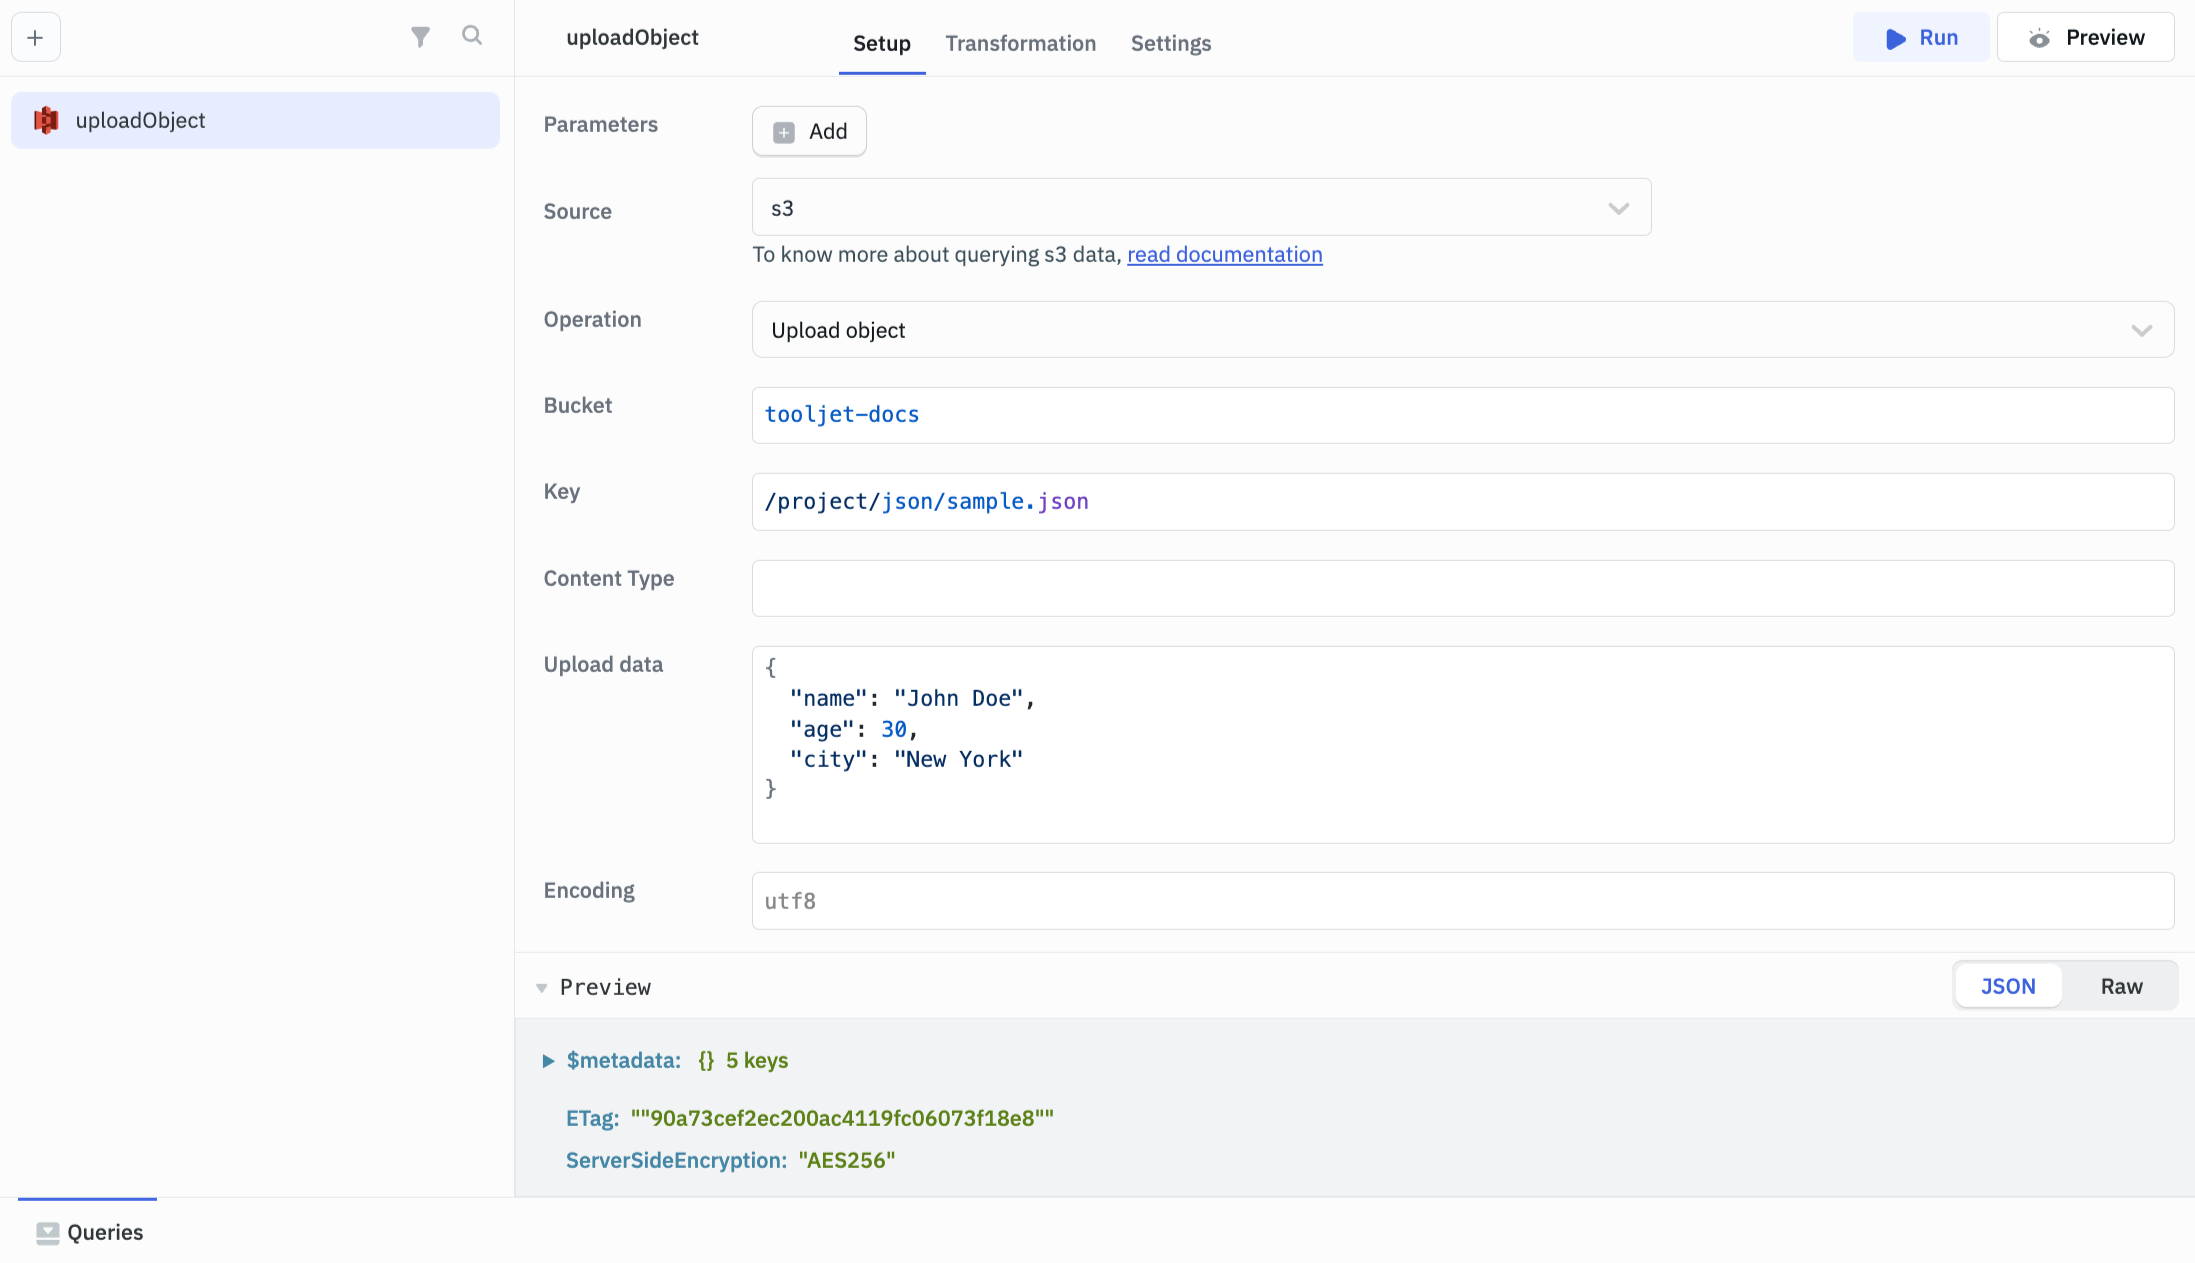 uploadObject
Setup Transformation Settings
Run
Preview
uploadObject
Parameters
Add
Source
s3
To know more about querying s3 data, read documentation
Operation
Upload object
Bucket
tooljet-docs
Key
/project/json/sample.json
Content Type
Upload data
{
"name": "John Doe",
"age": 30,
"city": "New York"
}
Encoding
utf8
Preview
JSON
Raw
$metadata: {} 5 keys
ETag: ""90a73cef2ec200ac4119fc06073f18e8""
ServerSideEncryption: "AES256"
Queries